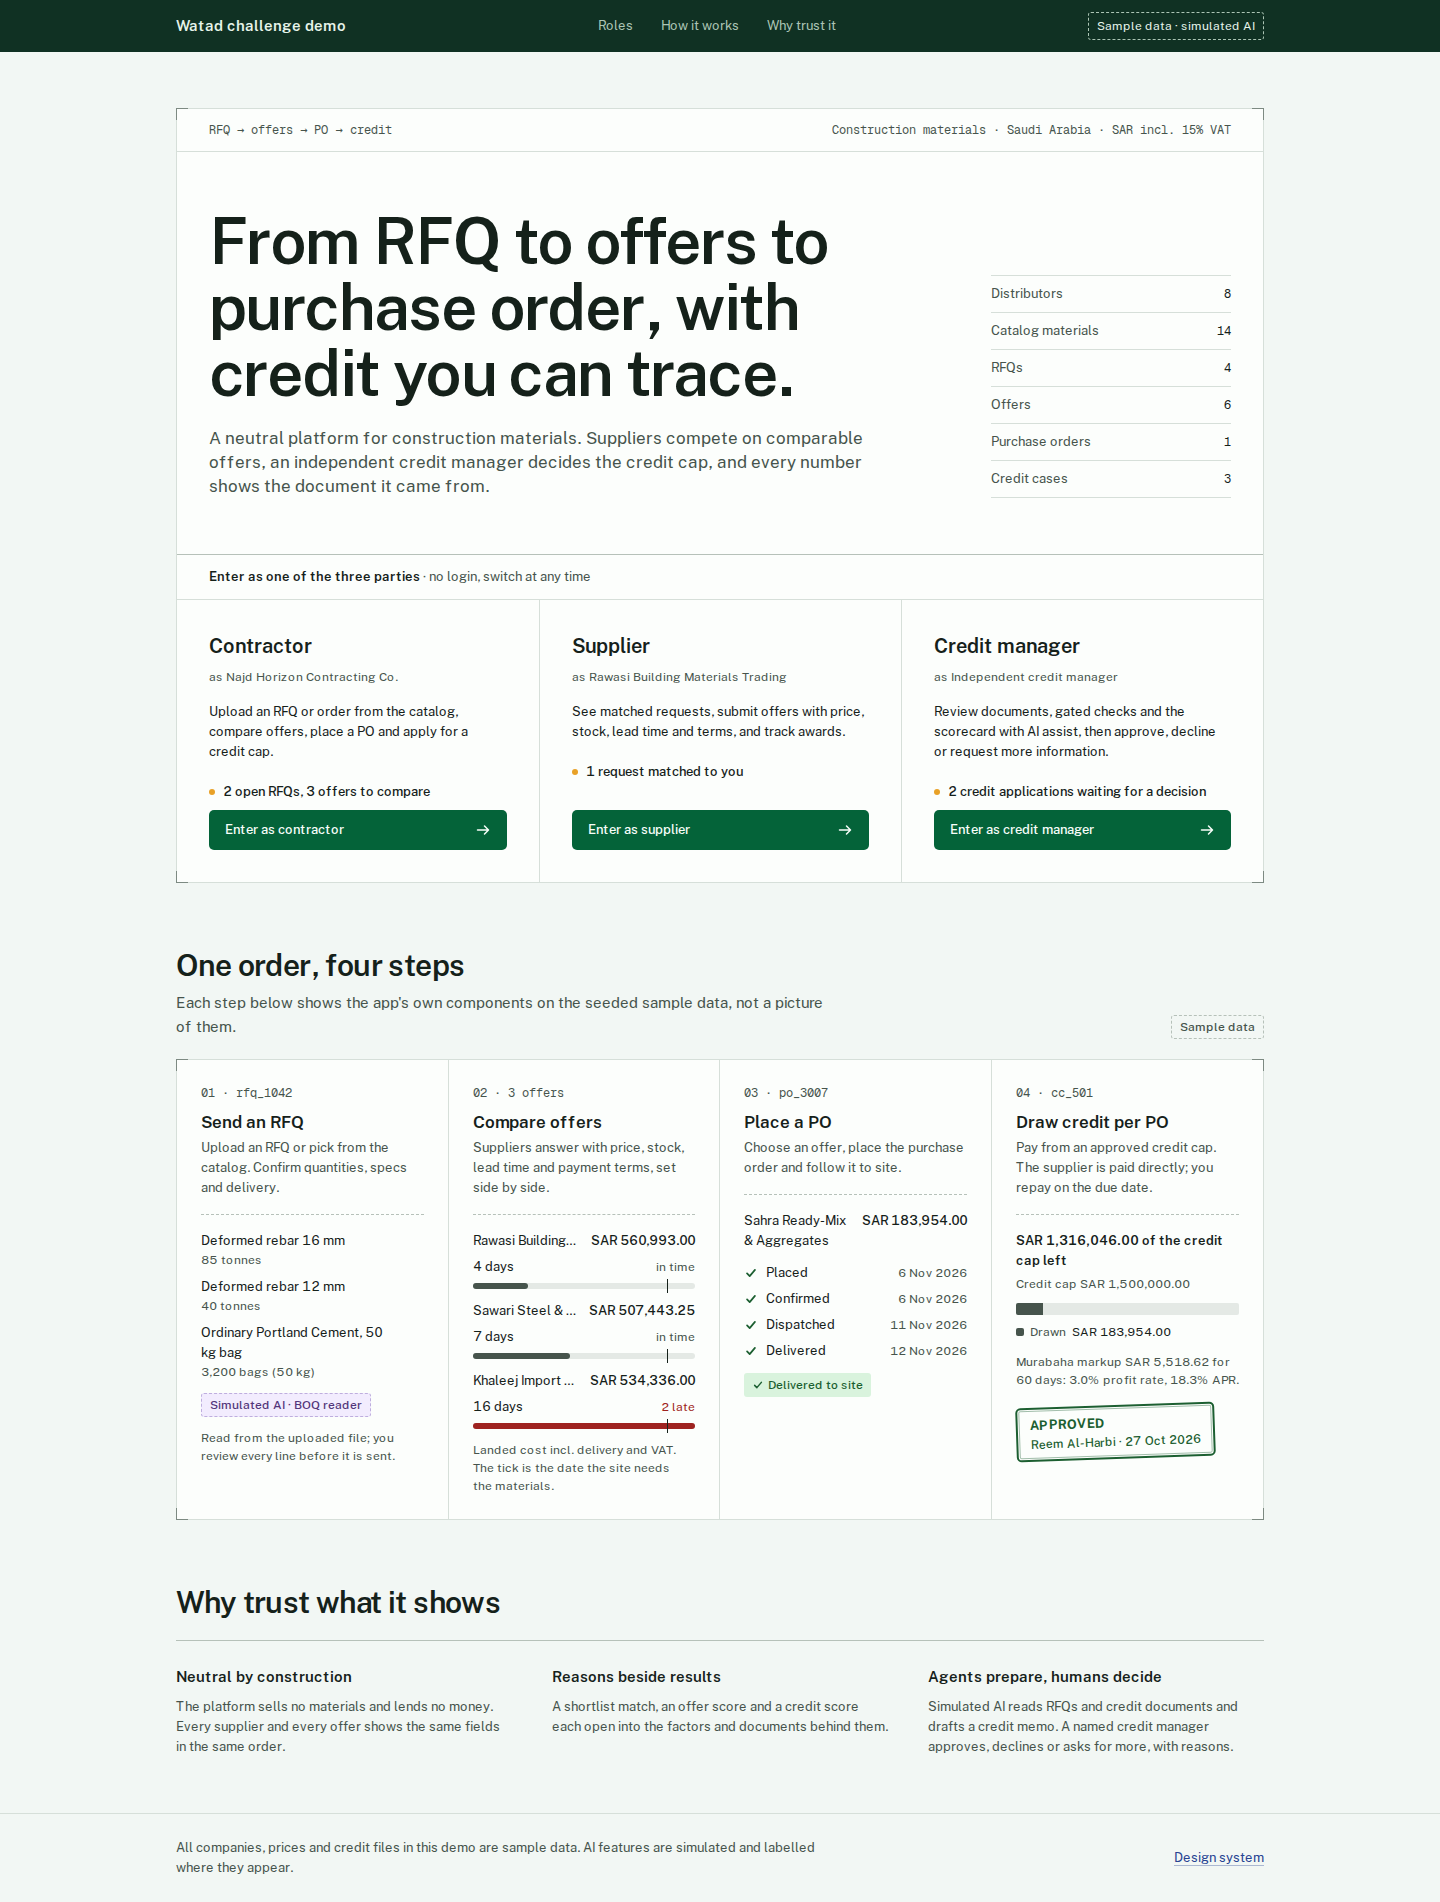 Watad challenge demo
Roles
How it works
Why trust it
Sample data · simulated AI
RFQ → offers → PO → credit
Construction materials · Saudi Arabia · SAR incl. 15% VAT
From RFQ to offers to
purchase order, with
credit you can trace.
A neutral platform for construction materials. Suppliers compete on comparable
offers, an independent credit manager decides the credit cap, and every number
shows the document it came from.
Distributors 8
Catalog materials 14
RFQs 4
Offers 6
Purchase orders 1
Credit cases 3
Enter as one of the three parties · no login, switch at any time
Contractor
as Najd Horizon Contracting Co.
Upload an RFQ or order from the catalog,
compare offers, place a PO and apply for a
credit cap.
2 open RFQs, 3 offers to compare
Enter as contractor →
Supplier
as Rawasi Building Materials Trading
See matched requests, submit offers with price,
stock, lead time and terms, and track awards.
1 request matched to you
Enter as supplier →
Credit manager
as Independent credit manager
Review documents, gated checks and the
scorecard with AI assist, then approve, decline
or request more information.
2 credit applications waiting for a decision
Enter as credit manager →
One order, four steps
Each step below shows the app's own components on the seeded sample data, not a picture
of them.
Sample data
01 · rfq_1042
Send an RFQ
Upload an RFQ or pick from the
catalog. Confirm quantities, specs
and delivery.
Deformed rebar 16 mm
85 tonnes
Deformed rebar 12 mm
40 tonnes
Ordinary Portland Cement, 50
kg bag
3,200 bags (50 kg)
Simulated AI · BOQ reader
Read from the uploaded file; you
review every line before it is sent.
02 · 3 offers
Compare offers
Suppliers answer with price, stock,
lead time and payment terms, set
side by side.
Rawasi Building... SAR 560,993.00
4 days in time
Sawari Steel & ... SAR 507,443.25
7 days in time
Khaleej Import ... SAR 534,336.00
16 days 2 late
Landed cost incl. delivery and VAT.
The tick is the date the site needs
the materials.
03 · po_3007
Place a PO
Choose an offer, place the purchase
order and follow it to site.
Sahra Ready-Mix SAR 183,954.00
& Aggregates
Placed 6 Nov 2026
Confirmed 6 Nov 2026
Dispatched 11 Nov 2026
Delivered 12 Nov 2026
Delivered to site
04 · cc_501
Draw credit per PO
Pay from an approved credit cap.
The supplier is paid directly; you
repay on the due date.
SAR 1,316,046.00 of the credit
cap left
Credit cap SAR 1,500,000.00
Drawn SAR 183,954.00
Murabaha markup SAR 5,518.62 for
60 days: 3.0% profit rate, 18.3% APR.
APPROVED
Reem Al-Harbi · 27 Oct 2026
Why trust what it shows
Neutral by construction
The platform sells no materials and lends no money.
Every supplier and every offer shows the same fields
in the same order.
Reasons beside results
A shortlist match, an offer score and a credit score
each open into the factors and documents behind them.
Agents prepare, humans decide
Simulated AI reads RFQs and credit documents and
drafts a credit memo. A named credit manager
approves, declines or asks for more, with reasons.
All companies, prices and credit files in this demo are sample data. AI features are simulated and labelled
where they appear.
Design system